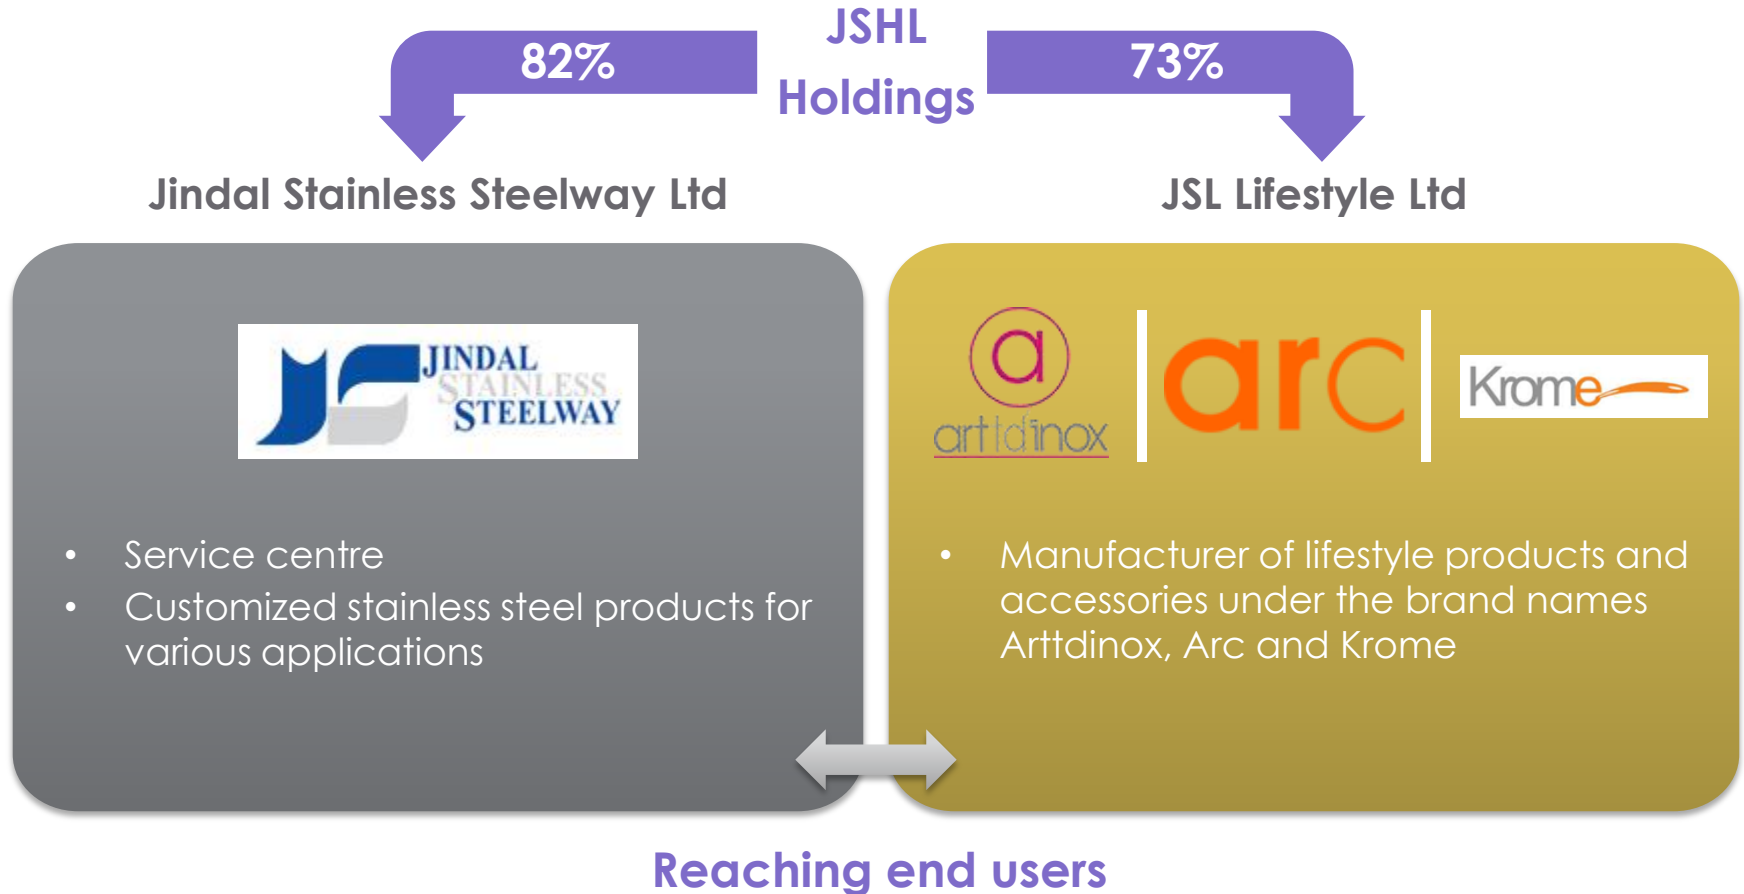 JSHL
Holdings
82%
73%
Jindal Stainless Steelway Ltd
JSL Lifestyle Ltd
JINDAL
STAINLESS
STEELWAY
a
arttdinox
arc
Krome
• Service centre
• Customized stainless steel products for
various applications
• Manufacturer of lifestyle products and
accessories under the brand names
Arttdinox, Arc and Krome
Reaching end users